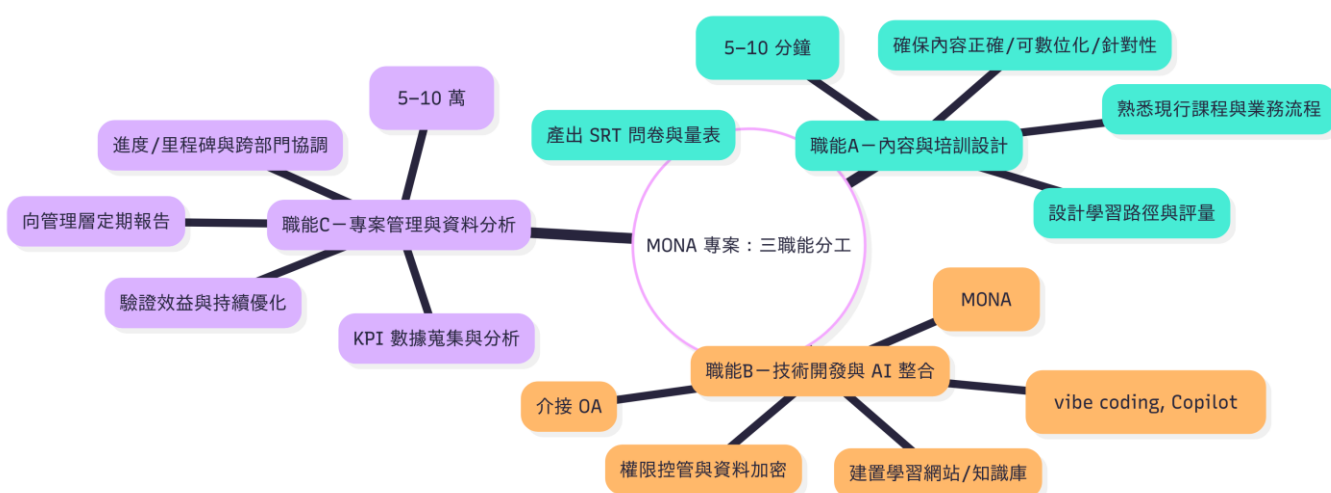 5–10 分鐘
確保內容正確/可數位化/針對性
5–10 萬
熟悉現行課程與業務流程
進度/里程碑與跨部門協調
產出 SRT 問卷與量表
職能A－內容與培訓設計
向管理層定期報告
職能C－專案管理與資料分析
設計學習路徑與評量
MONA 專案：三職能分工
驗證效益與持續優化
MONA
KPI 數據蒐集與分析
職能B－技術開發與 AI 整合
介接 OA
vibe coding, Copilot
權限控管與資料加密
建置學習網站/知識庫